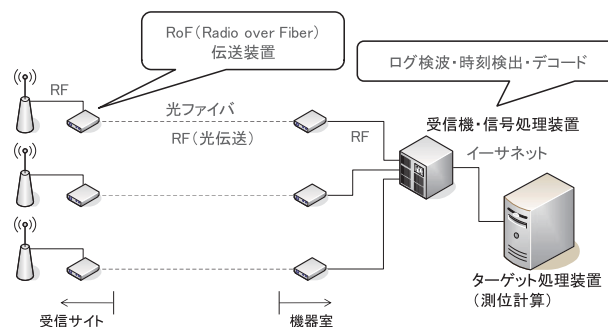 RoF(Radio over Fiber)
伝送装置
ログ検波・時刻検出・デコード
RF
光ファイバ
RF(光伝送)
RF
受信機・信号処理装置
イーサネット
ターゲット処理装置
(測位計算)
受信サイト
機器室